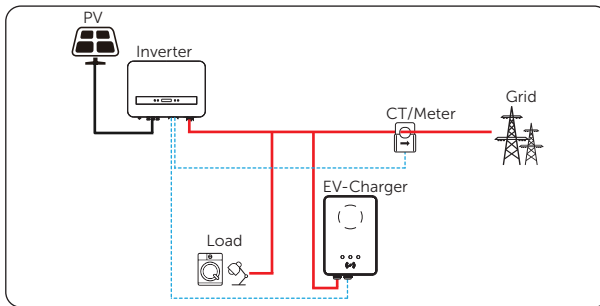 PV
Inverter
CT/Meter
Grid
EV-Charger
Load